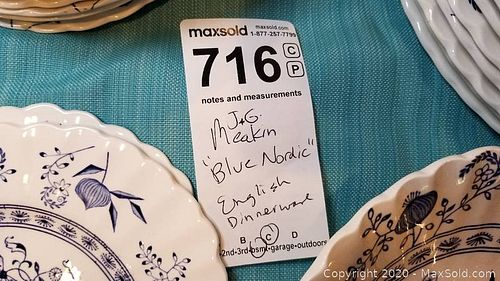 maxsold maxsold.com
1-877-257-7799
716 C
P
notes and measurements
J+G.
Meakin
"Blue Nordic"
English
Dinnerware
B C D
2nd-3rd-bsmt-garage-outdoors
Copyright 2020 - MaxSold.com